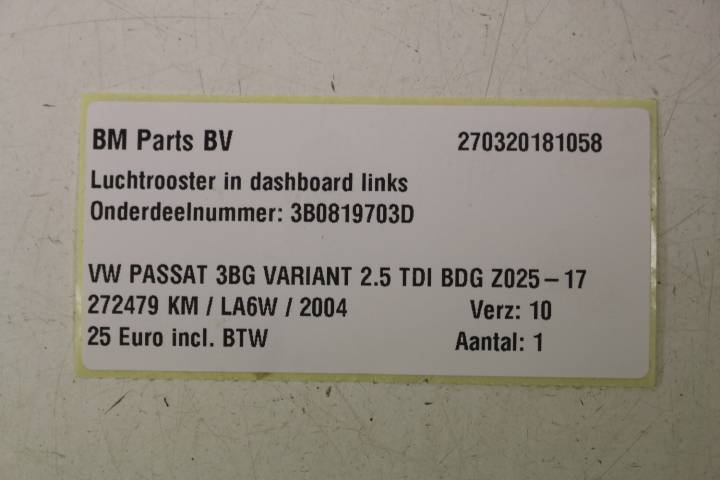 BM Parts BV 270320181058
Luchtrooster in dashboard links
Onderdeelnummer: 3B0819703D
VW PASSAT 3BG VARIANT 2.5 TDI BDG Z025-17
272479 KM / LA6W / 2004 Verz: 10
25 Euro incl. BTW Aantal: 1